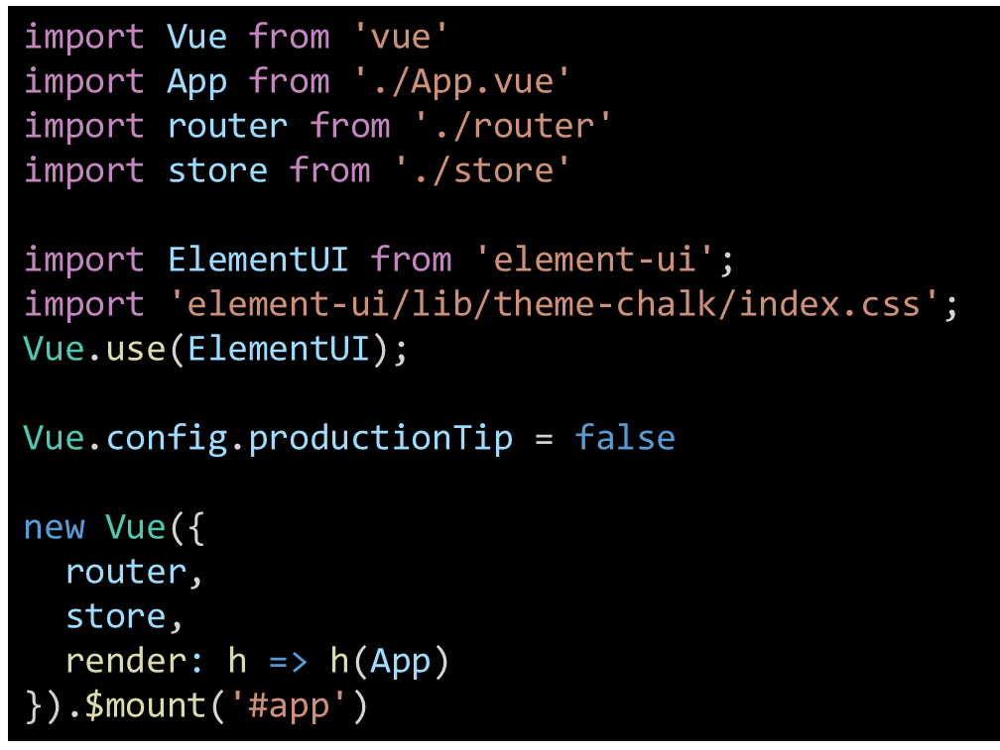 import Vue from 'vue'
import App from './App.vue'
import router from './router'
import store from './store'
import ElementUI from 'element-ui';
import 'element-ui/lib/theme-chalk/index.css';
Vue.use(ElementUI);
Vue.config.productionTip = false
new Vue({
  router,
  store,
  render: h => h(App)
}).$mount('#app')